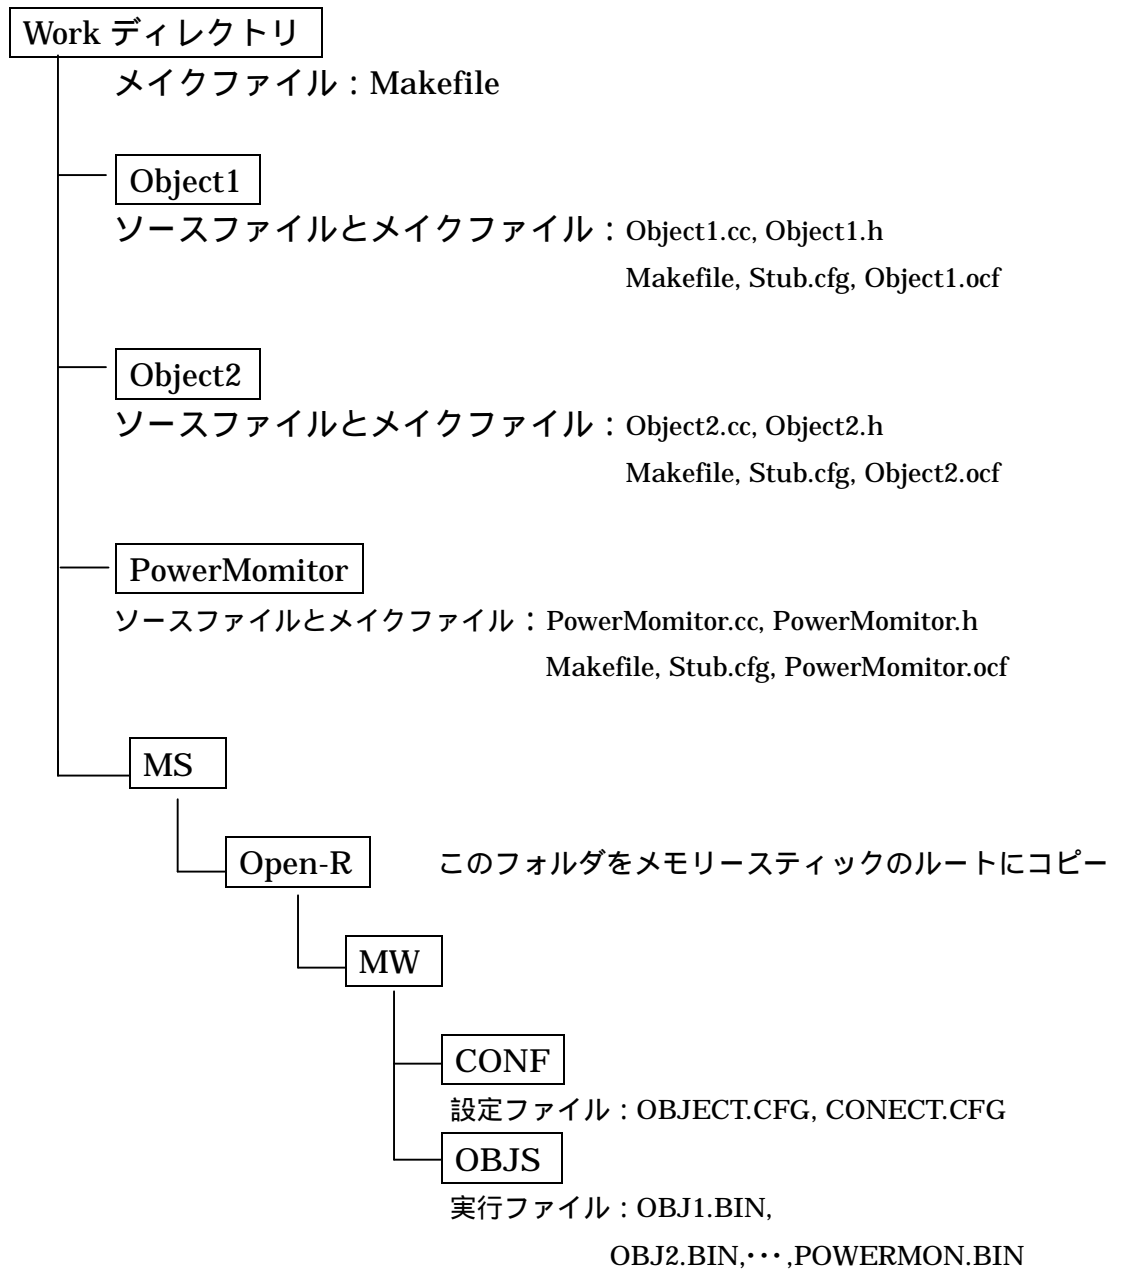 Work ディレクトリ
メイクファイル：Makefile
Object1
ソースファイルとメイクファイル：Object1.cc, Object1.h
Makefile, Stub.cfg, Object1.ocf
Object2
ソースファイルとメイクファイル：Object2.cc, Object2.h
Makefile, Stub.cfg, Object2.ocf
PowerMomitor
ソースファイルとメイクファイル：PowerMomitor.cc, PowerMomitor.h
Makefile, Stub.cfg, PowerMomitor.ocf
MS
Open-R このフォルダをメモリースティックのルートにコピー
MW
CONF
設定ファイル：OBJECT.CFG, CONECT.CFG
OBJS
実行ファイル：OBJ1.BIN,
OBJ2.BIN,･･･,POWERMON.BIN